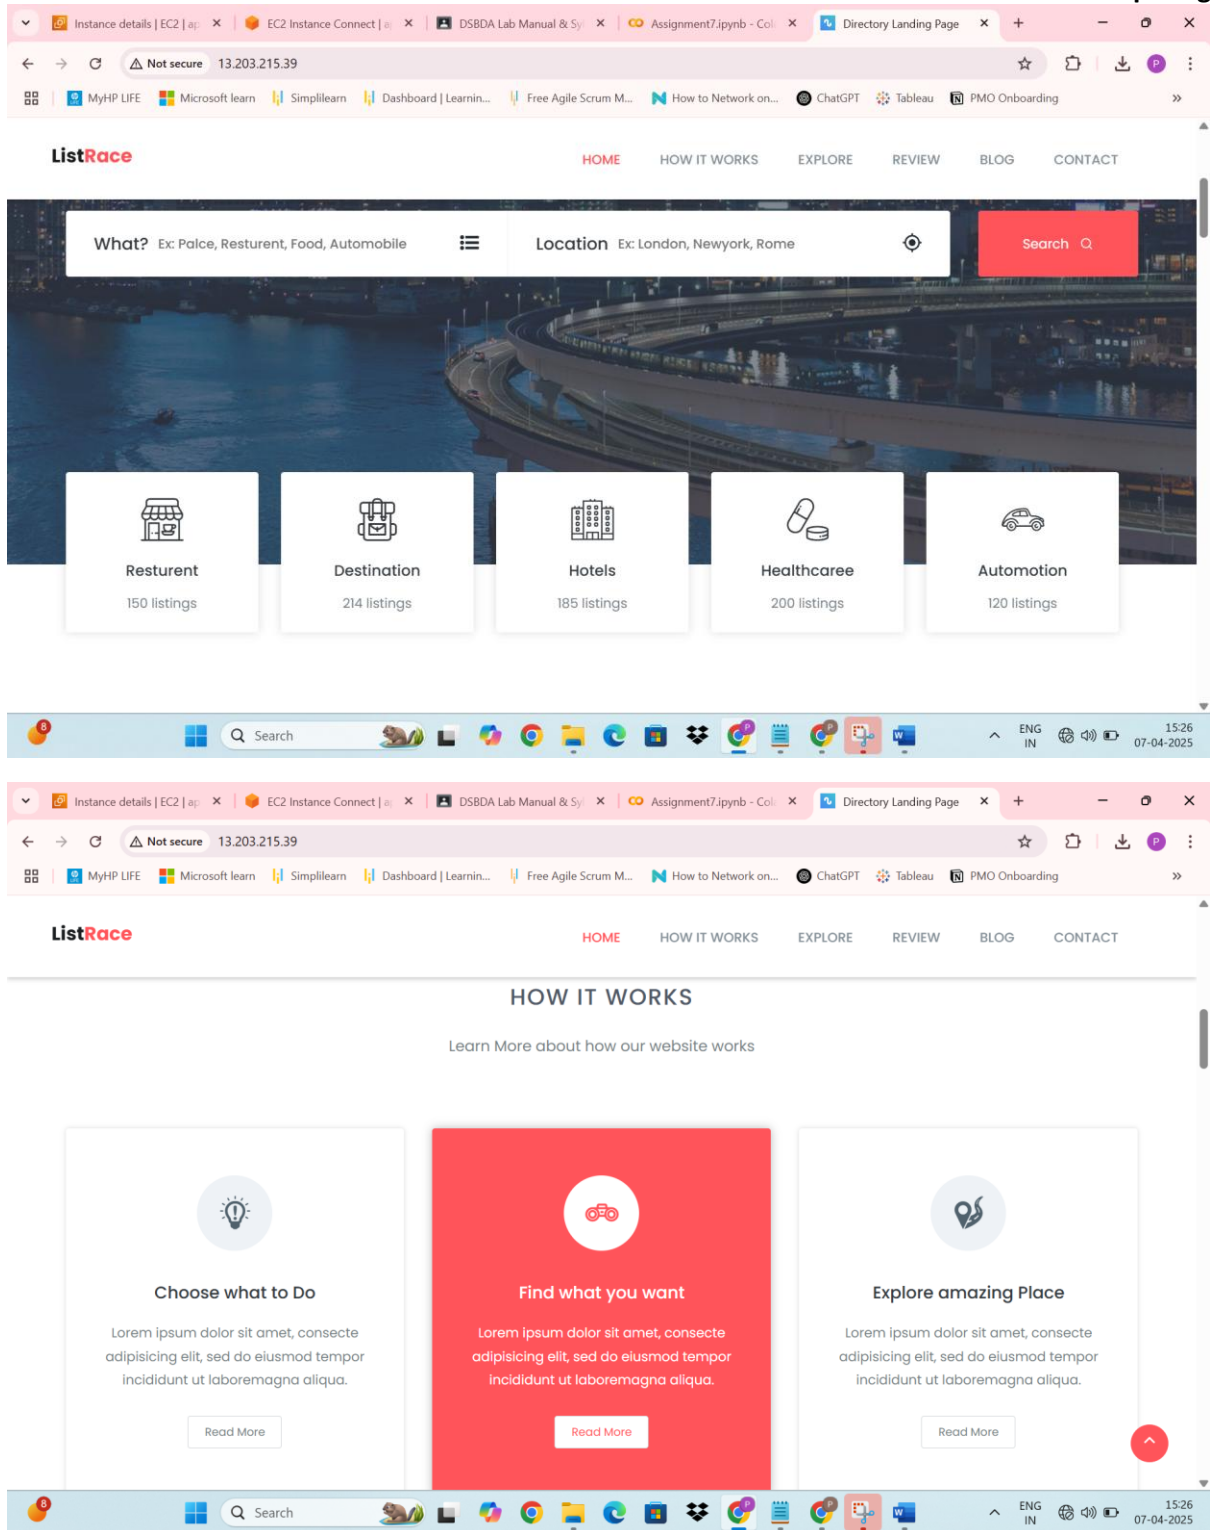 Instance details | EC2 | ap
EC2 Instance Connect | a
DSBDA Lab Manual & Sy
Assignment7.ipynb - Col
Directory Landing Page
Not secure 13.203.215.39
MyHP LIFE Microsoft learn Simplilearn Dashboard | Learnin... Free Agile Scrum M... How to Network on... ChatGPT Tableau PMO Onboarding
ListRace HOME HOW IT WORKS EXPLORE REVIEW BLOG CONTACT
What? Ex: Palce, Resturent, Food, Automobile Location Ex: London, Newyork, Rome Search
Resturent Destination Hotels Healthcaree Automotion
150 listings 214 listings 185 listings 200 listings 120 listings
8 Search ENG 15:26
IN 07-04-2025
Instance details | EC2 | ap
EC2 Instance Connect | a
DSBDA Lab Manual & Sy
Assignment7.ipynb - Col
Directory Landing Page
Not secure 13.203.215.39
MyHP LIFE Microsoft learn Simplilearn Dashboard | Learnin... Free Agile Scrum M... How to Network on... ChatGPT Tableau PMO Onboarding
ListRace HOME HOW IT WORKS EXPLORE REVIEW BLOG CONTACT
HOW IT WORKS
Learn More about how our website works
Choose what to Do
Lorem ipsum dolor sit amet, consecte
adipisicing elit, sed do eiusmod tempor
incididunt ut laboremagna aliqua.
Read More
Find what you want
Lorem ipsum dolor sit amet, consecte
adipisicing elit, sed do eiusmod tempor
incididunt ut laboremagna aliqua.
Read More
Explore amazing Place
Lorem ipsum dolor sit amet, consecte
adipisicing elit, sed do eiusmod tempor
incididunt ut laboremagna aliqua.
Read More
8 Search ENG 15:26
IN 07-04-2025